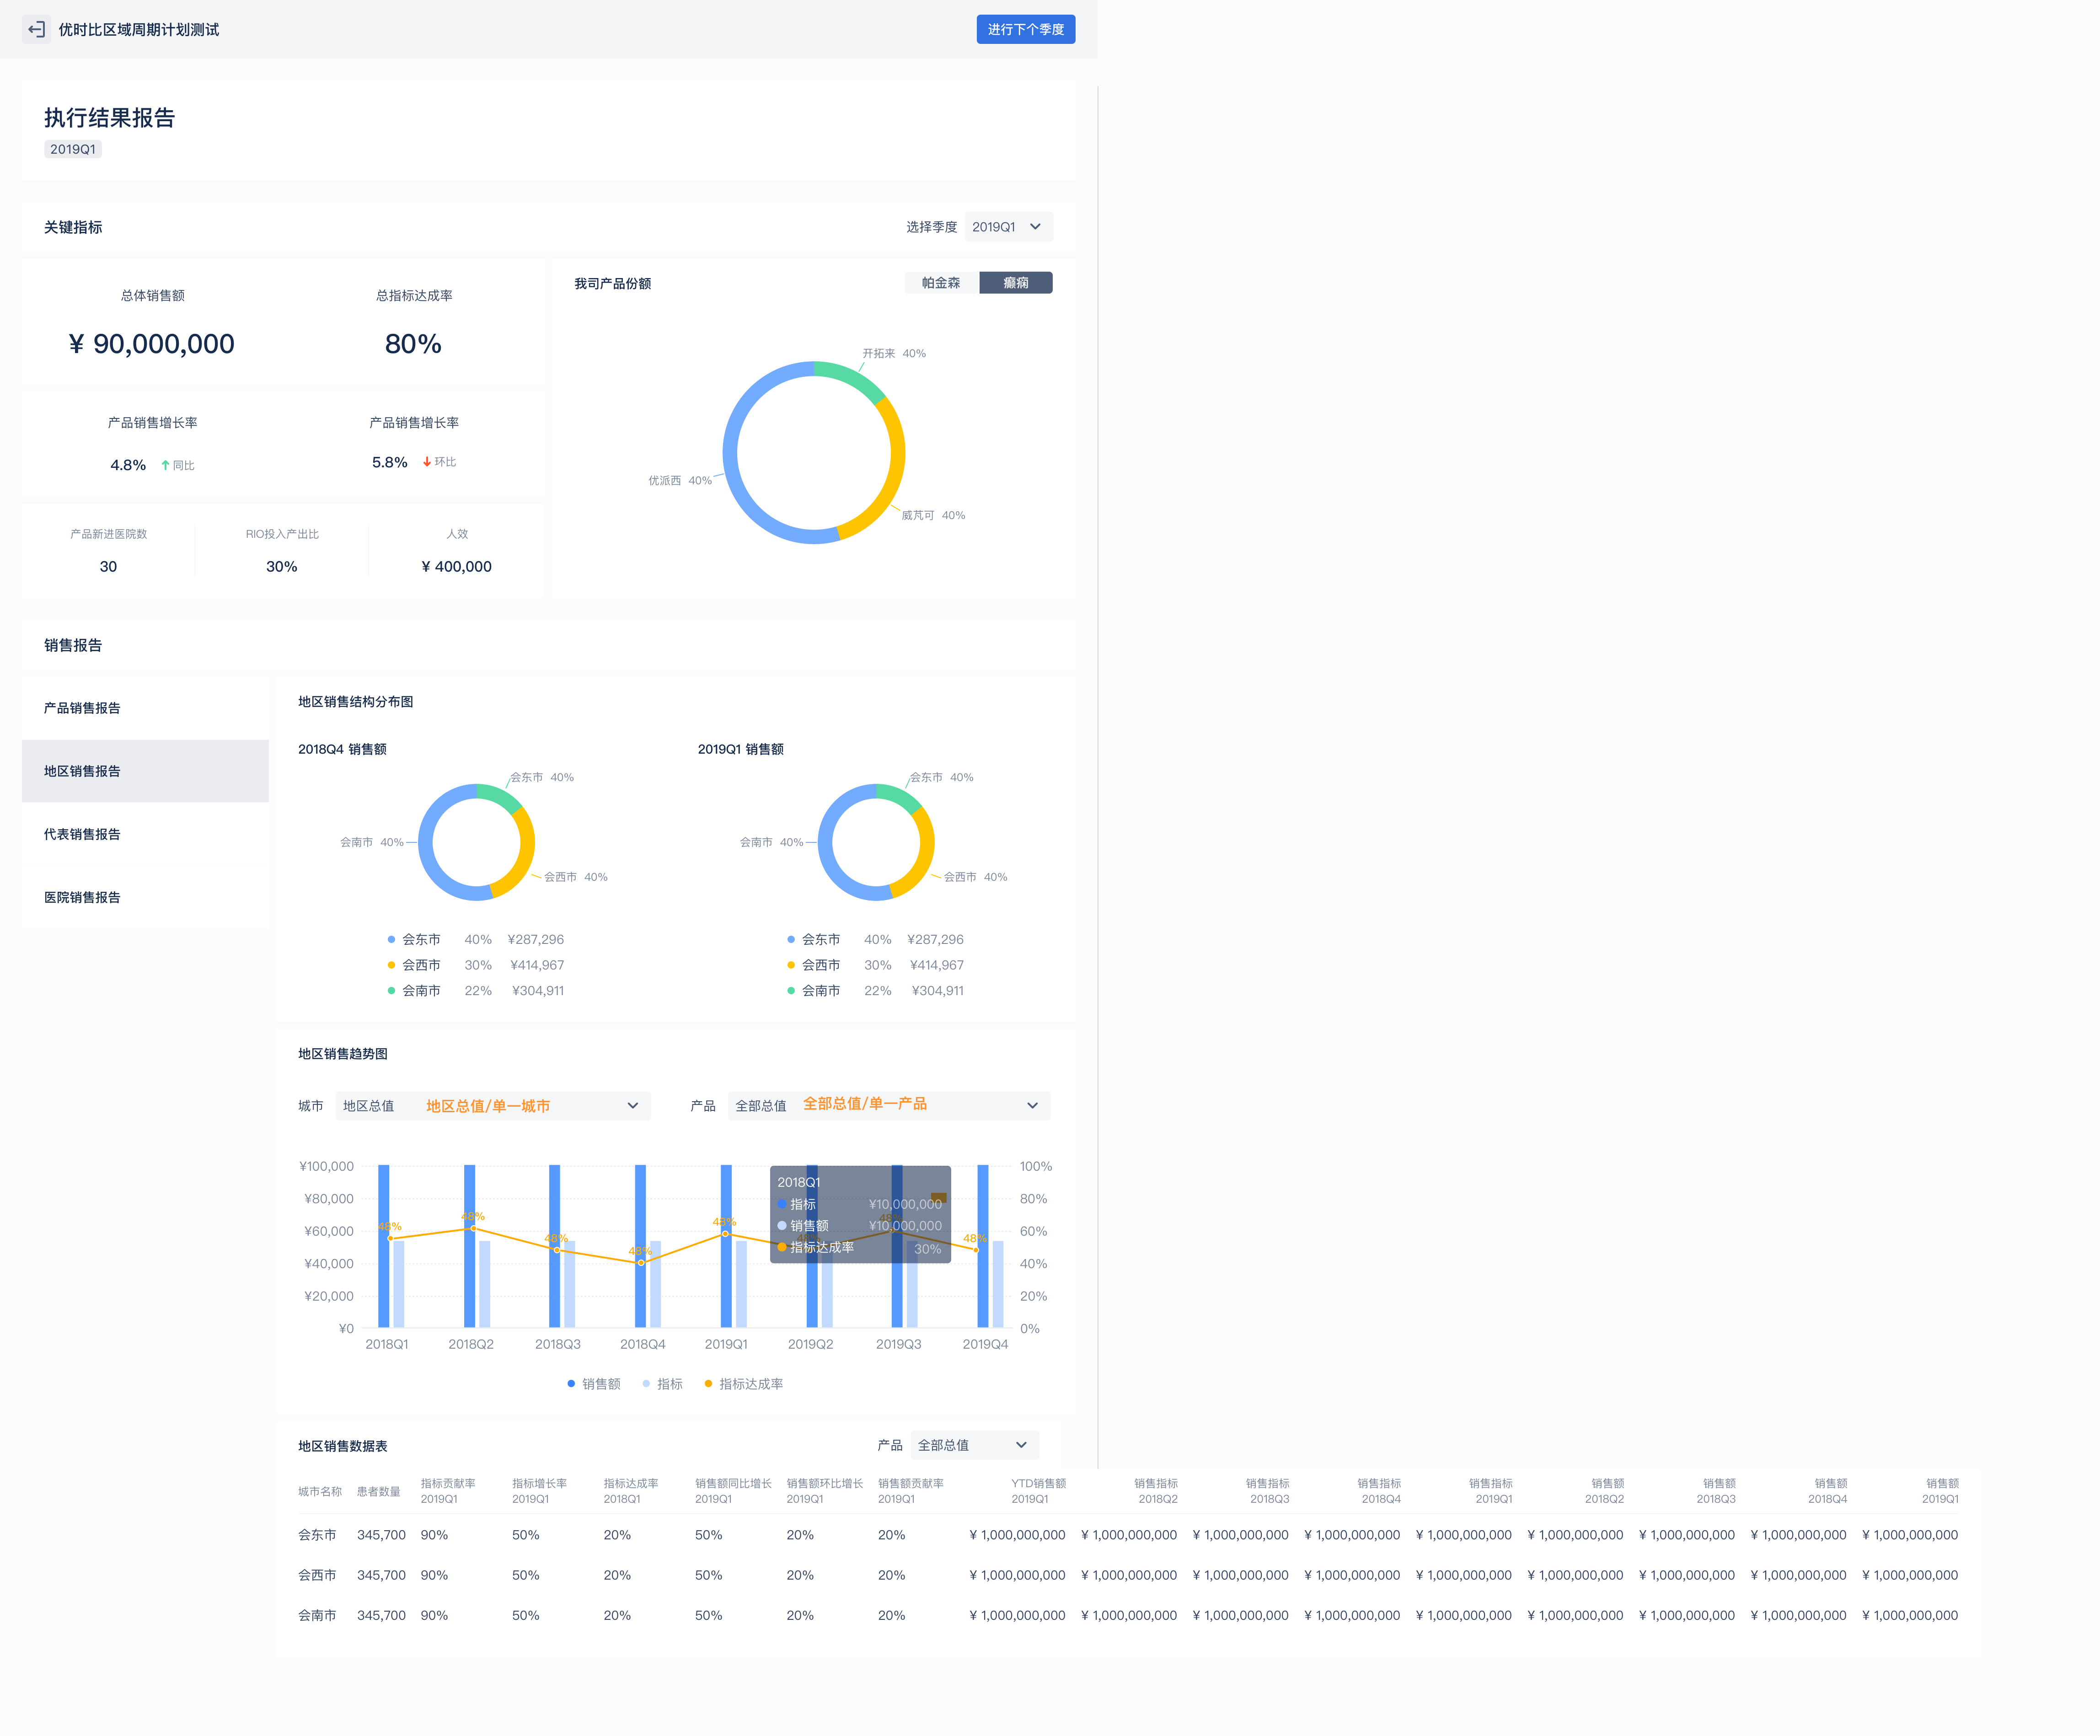 优时比区域周期计划测试
进行下个季度
执行结果报告
2019Q1
关键指标
选择季度 2019Q1
总体销售额 总指标达成率
¥ 90,000,000 80%
产品销售增长率 产品销售增长率
4.8% 同比 5.8% 环比
产品新进医院数 RIO投入产出比 人效
30 30% ¥ 400,000
我司产品份额
帕金森 癫痫
开拓来 40%
优派西 40%
威芃可 40%
销售报告
产品销售报告
地区销售报告
代表销售报告
医院销售报告
地区销售结构分布图
2018Q4 销售额
会东市 40%
会南市 40%
会西市 40%
会东市 40% ¥287,296
会西市 30% ¥414,967
会南市 22% ¥304,911
2019Q1 销售额
会东市 40%
会南市 40%
会西市 40%
会东市 40% ¥287,296
会西市 30% ¥414,967
会南市 22% ¥304,911
地区销售趋势图
城市 地区总值 地区总值/单一城市 产品 全部总值 全部总值/单一产品
¥100,000 100%
¥80,000 80%
¥60,000 60%
¥40,000 40%
¥20,000 20%
¥0 0%
48% 48% 48% 48% 48% 48% 48%
2018Q1
指标 ¥10,000,000
销售额 ¥10,000,000
指标达成率 30%
2018Q1 2018Q2 2018Q3 2018Q4 2019Q1 2019Q2 2019Q3 2019Q4
销售额 指标 指标达成率
地区销售数据表
产品 全部总值
城市名称 患者数量 指标贡献率 指标增长率 指标达成率 销售额同比增长 销售额环比增长 销售额贡献率 YTD销售额 销售指标 销售指标 销售指标 销售指标 销售额 销售额 销售额 销售额
2019Q1 2019Q1 2018Q1 2019Q1 2019Q1 2019Q1 2019Q1 2018Q2 2018Q3 2018Q4 2019Q1 2018Q2 2018Q3 2018Q4 2019Q1
会东市 345,700 90% 50% 20% 50% 20% 20% ¥ 1,000,000,000 ¥ 1,000,000,000 ¥ 1,000,000,000 ¥ 1,000,000,000 ¥ 1,000,000,000 ¥ 1,000,000,000 ¥ 1,000,000,000 ¥ 1,000,000,000 ¥ 1,000,000,000
会西市 345,700 90% 50% 20% 50% 20% 20% ¥ 1,000,000,000 ¥ 1,000,000,000 ¥ 1,000,000,000 ¥ 1,000,000,000 ¥ 1,000,000,000 ¥ 1,000,000,000 ¥ 1,000,000,000 ¥ 1,000,000,000 ¥ 1,000,000,000
会南市 345,700 90% 50% 20% 50% 20% 20% ¥ 1,000,000,000 ¥ 1,000,000,000 ¥ 1,000,000,000 ¥ 1,000,000,000 ¥ 1,000,000,000 ¥ 1,000,000,000 ¥ 1,000,000,000 ¥ 1,000,000,000 ¥ 1,000,000,000